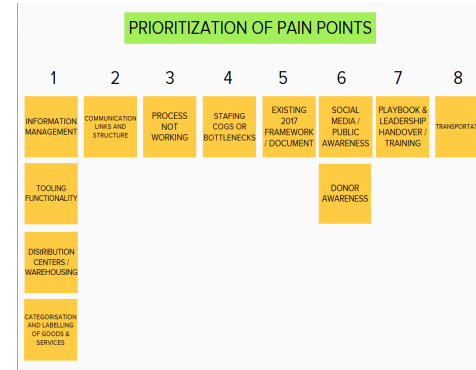 PRIORITIZATION OF PAIN POINTS
1 2 3 4 5 6 7 8
INFORMATION
MANAGEMENT
COMMUNICATION
LINKS AND
STRUCTURE
PROCESS
NOT
WORKING
STAFING
COGS OR
BOTTLENECKS
EXISTING
2017
FRAMEWORK
/ DOCUMENT
SOCIAL
MEDIA /
PUBLIC
AWARENESS
PLAYBOOK &
LEADERSHIP
HANDOVER /
TRAINING
TRANSPORTAT
TOOLING
FUNCTIONALITY
DONOR
AWARENESS
DIStRIBUTION
CENTERS /
WAREHOUSING
CATEGORISATION
AND LABELLING
OF GOODS &
SERVICES